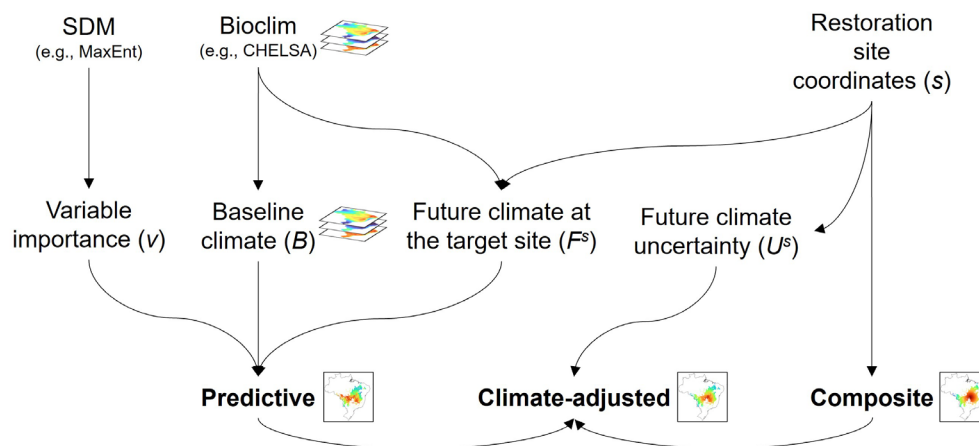 SDM
(e.g., MaxEnt)
Bioclim
(e.g., CHELSA)
Restoration
site
coordinates (s)
Variable
importance (v)
Baseline
climate (B)
Future climate at
the target site (Fˢ)
Future climate
uncertainty (Uˢ)
Predictive
Climate-adjusted
Composite